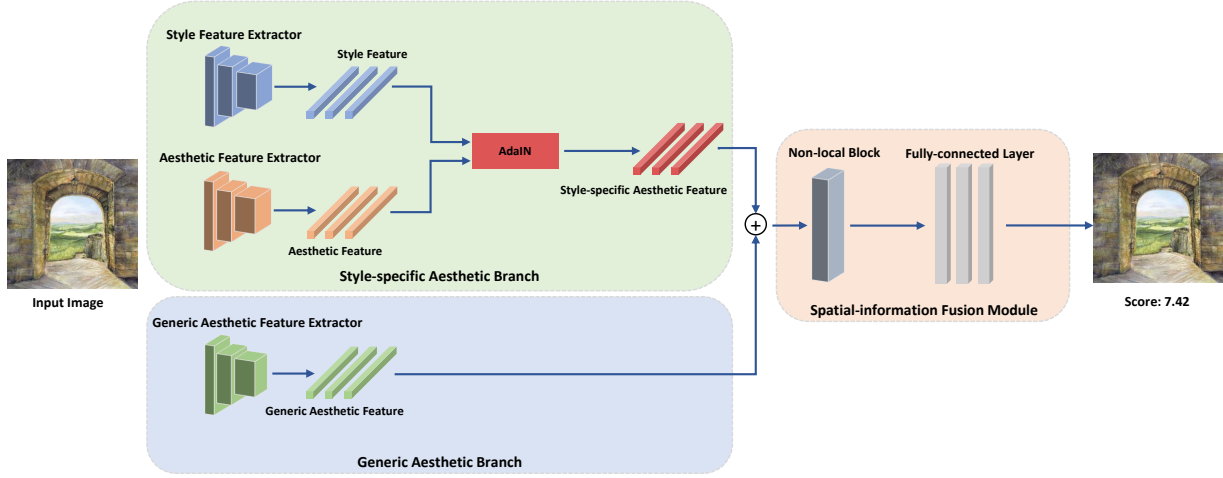 Style Feature Extractor
Style Feature
Aesthetic Feature Extractor
Aesthetic Feature
AdaIN
Style-specific Aesthetic Feature
Style-specific Aesthetic Branch
Input Image
Generic Aesthetic Feature Extractor
Generic Aesthetic Feature
Generic Aesthetic Branch
+
Non-local Block
Fully-connected Layer
Spatial-information Fusion Module
Score: 7.42